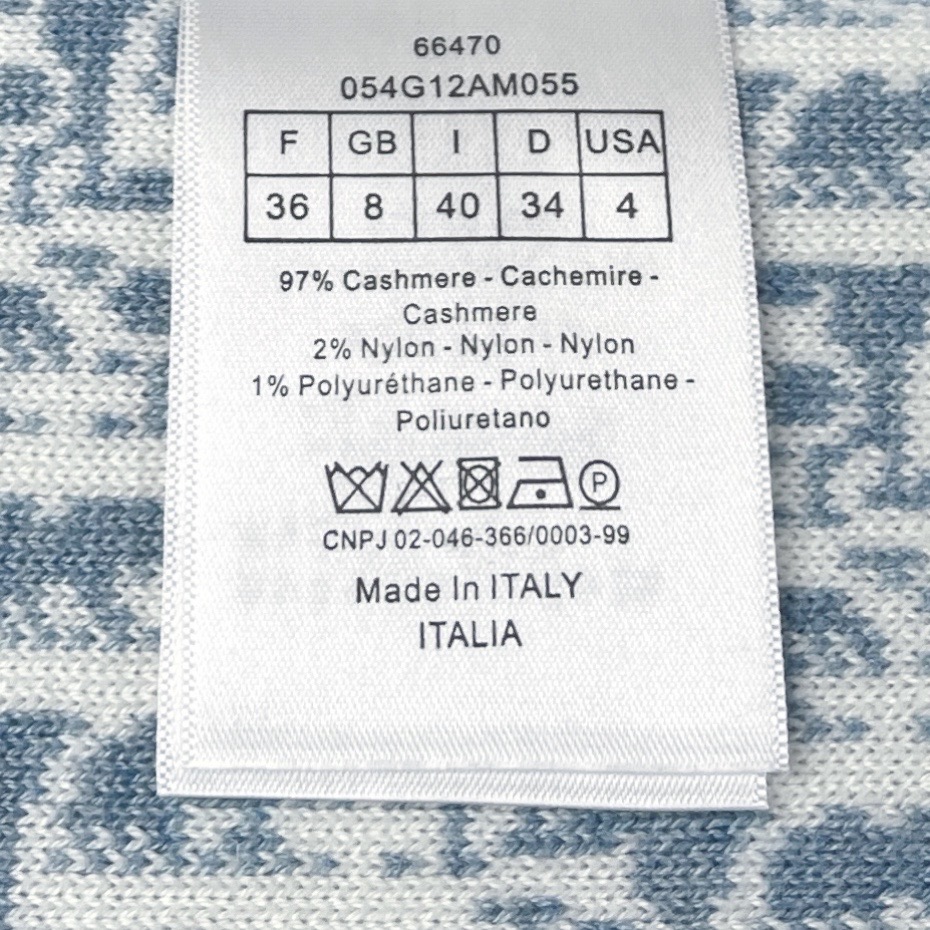 66470
054G12AM055
F GB I D USA
36 8 40 34 4
97% Cashmere - Cachemire -
Cashmere
2% Nylon - Nylon - Nylon
1% Polyuréthane - Polyurethane -
Poliuretano
P
CNPJ 02-046-366/0003-99
Made In ITALY
ITALIA